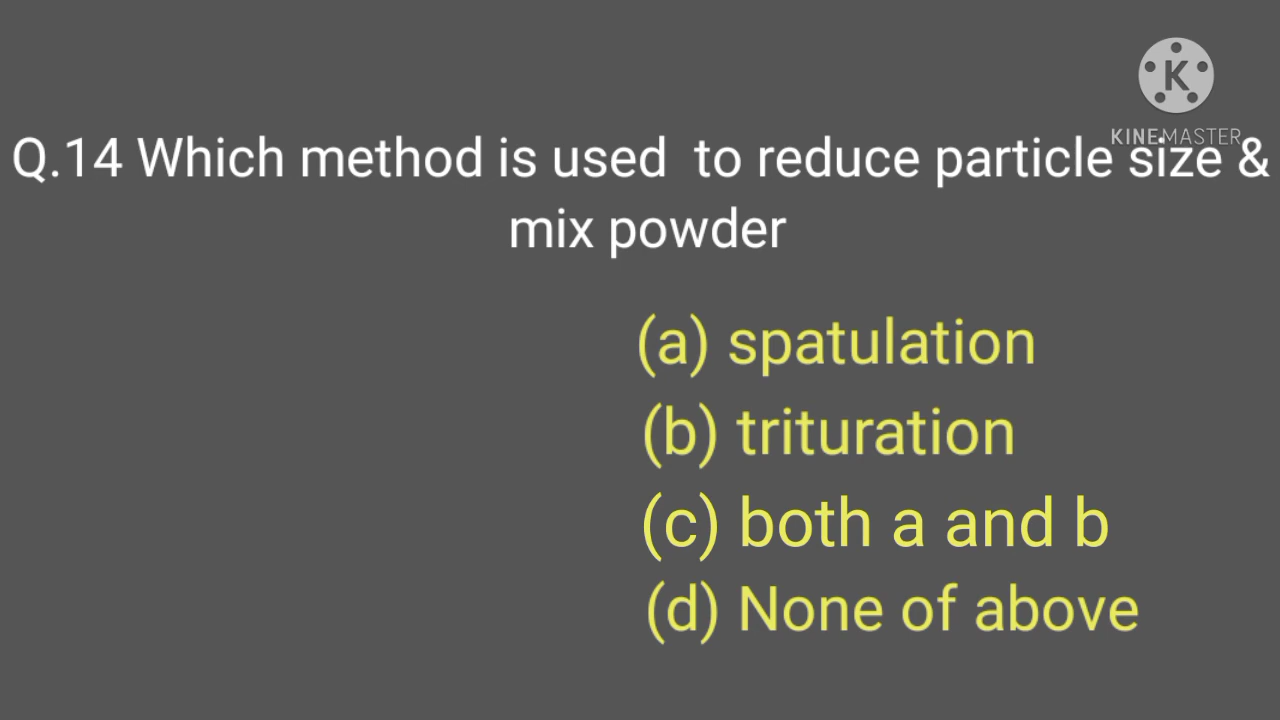 K
KINEMASTER
Q.14 Which method is used  to reduce particle size &
mix powder
(a) spatulation
(b) trituration
(c) both a and b
(d) None of above